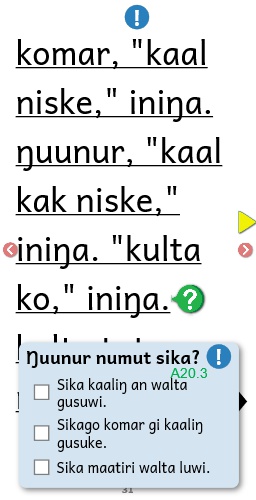 komar, "kaal
niske," iniŋa.
ŋuunur, "kaal
kak niske,"
iniŋa. "kulta
ko," iniŋa.
Ŋuunur numut sika?
A20.3
Sika kaaliŋ an walta
gusuwi.
Sikago komar gi kaaliŋ
gusuke.
Sika maatiri walta luwi.
31